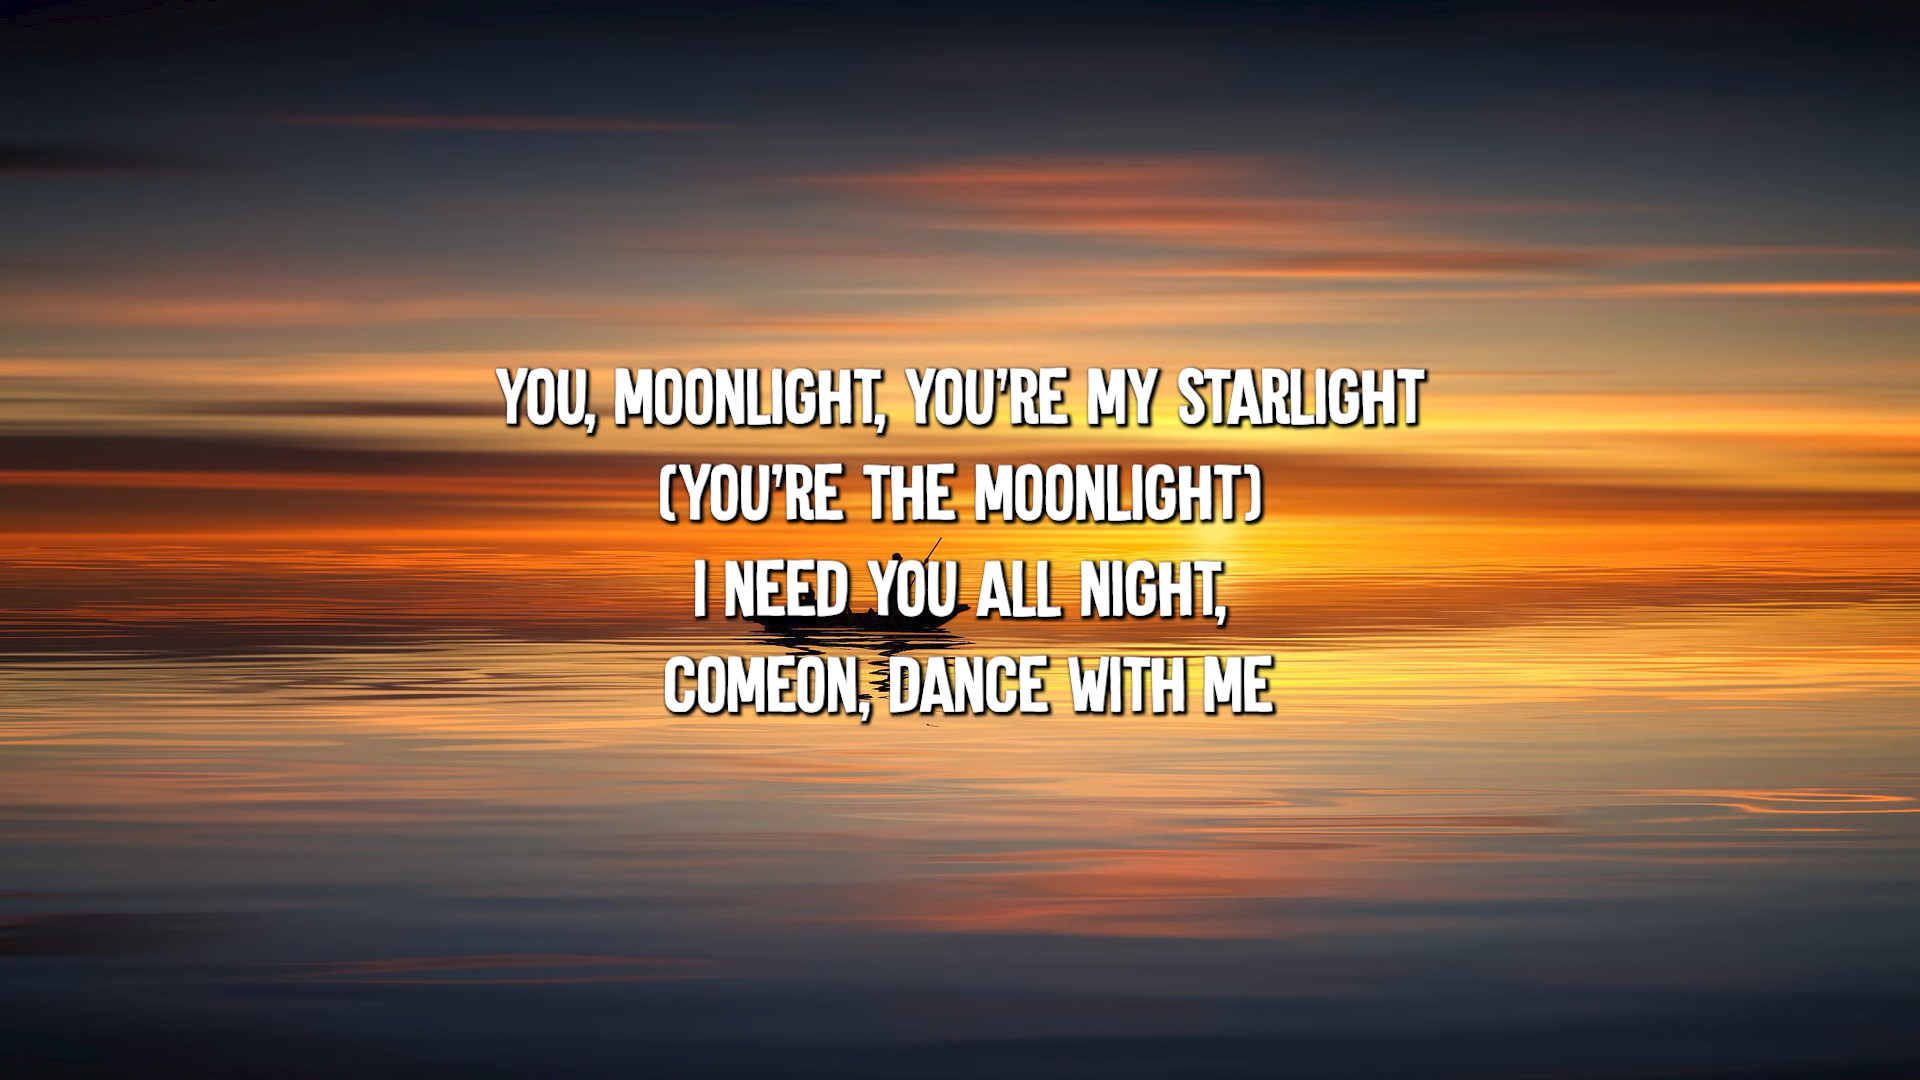 YOU, MOONLIGHT, YOU'RE MY STARLIGHT
(YOU'RE THE MOONLIGHT)
I NEED YOU ALL NIGHT,
COMEON, DANCE WITH ME